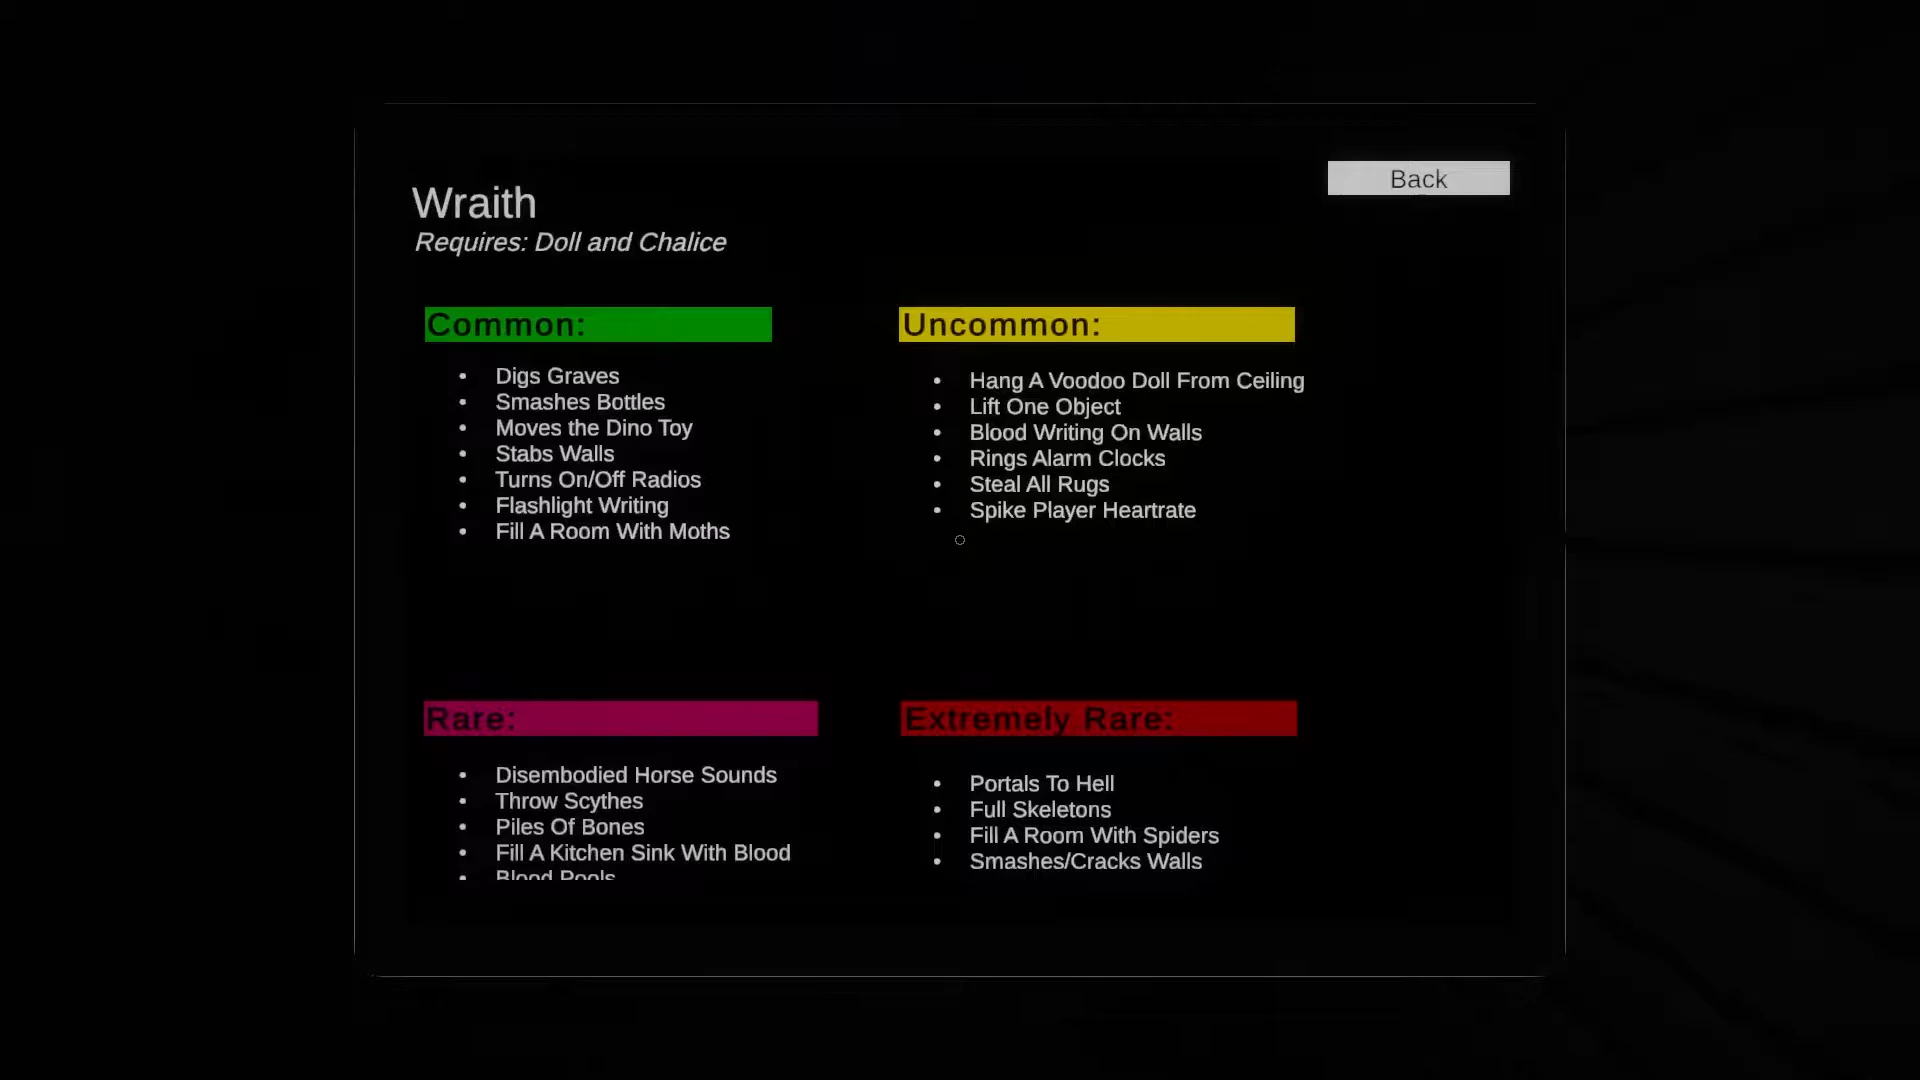 Back
Wraith
Requires: Doll and Chalice
Common:
Digs Graves
Smashes Bottles
Moves the Dino Toy
Stabs Walls
Turns On/Off Radios
Flashlight Writing
Fill A Room With Moths
Uncommon:
Hang A Voodoo Doll From Ceiling
Lift One Object
Blood Writing On Walls
Rings Alarm Clocks
Steal All Rugs
Spike Player Heartrate
Rare:
Disembodied Horse Sounds
Throw Scythes
Piles Of Bones
Fill A Kitchen Sink With Blood
Blood Pools
Extremely Rare:
Portals To Hell
Full Skeletons
Fill A Room With Spiders
Smashes/Cracks Walls